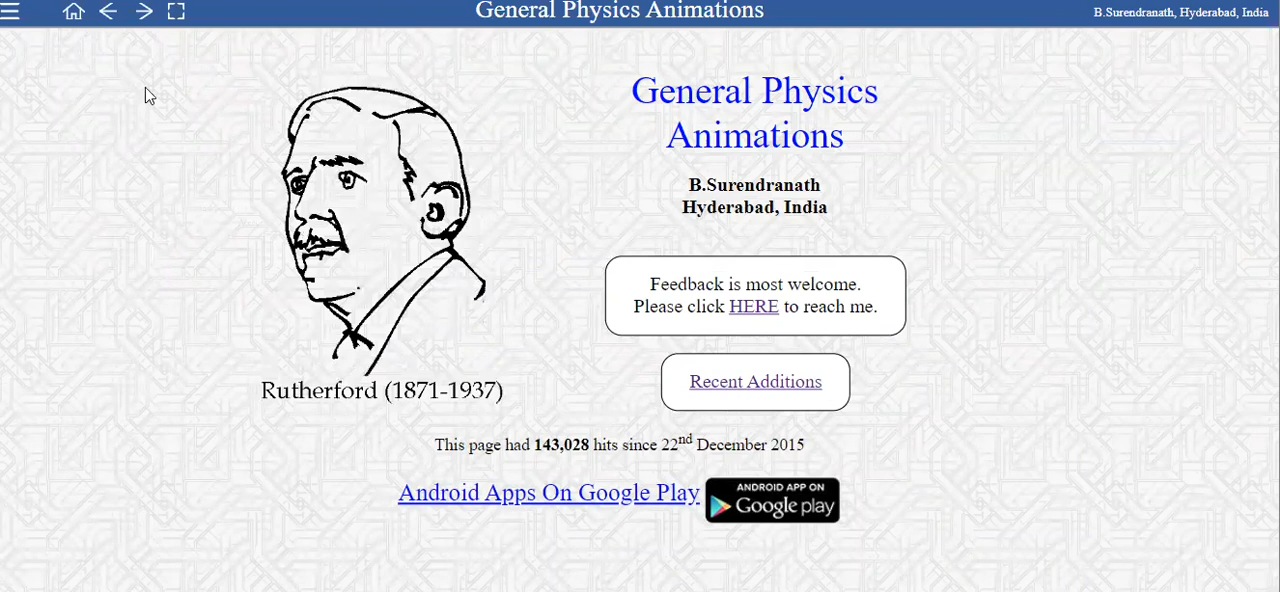 General Physics Animations
B.Surendranath, Hyderabad, India
General Physics
Animations
B.Surendranath
Hyderabad, India
Feedback is most welcome.
Please click HERE to reach me.
Recent Additions
Rutherford (1871-1937)
This page had 143,028 hits since 22nd December 2015
Android Apps On Google Play
ANDROID APP ON
Google play